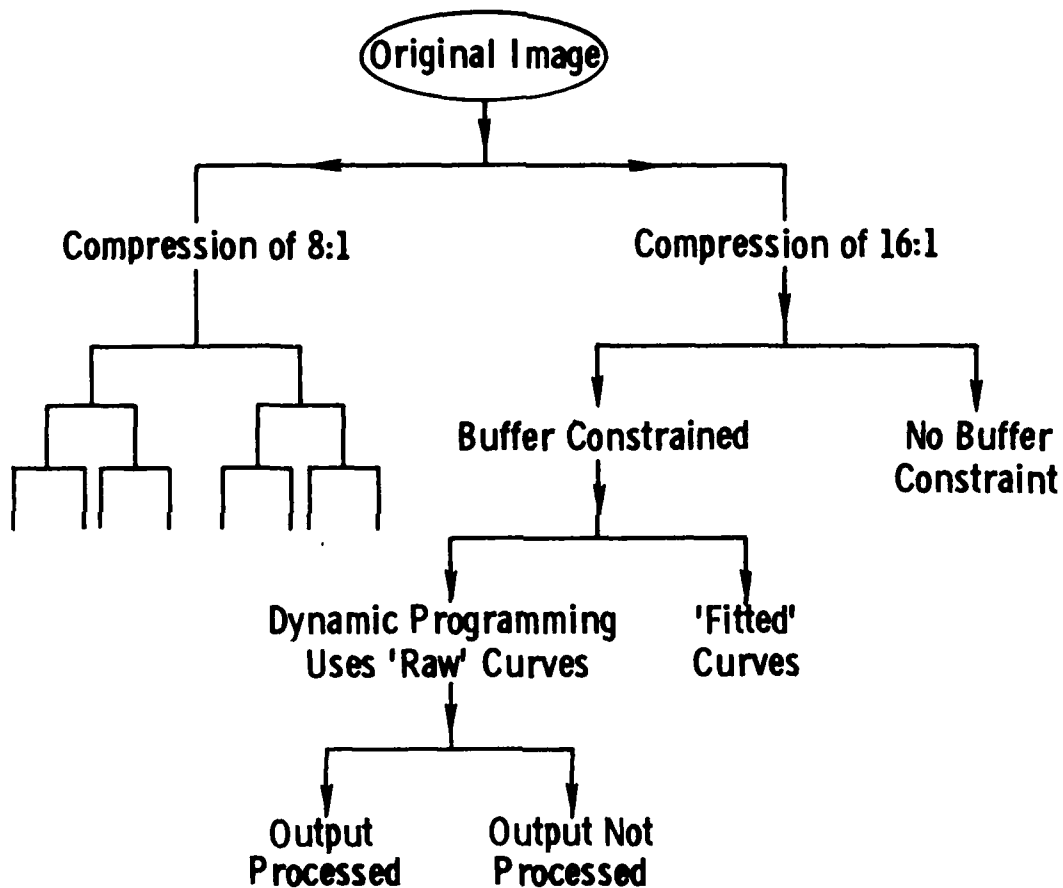 Original Image
Compression of 8:1
Compression of 16:1
Buffer Constrained
No Buffer
Constraint
Dynamic Programming
Uses 'Raw' Curves
'Fitted'
Curves
Output
Processed
Output Not
Processed